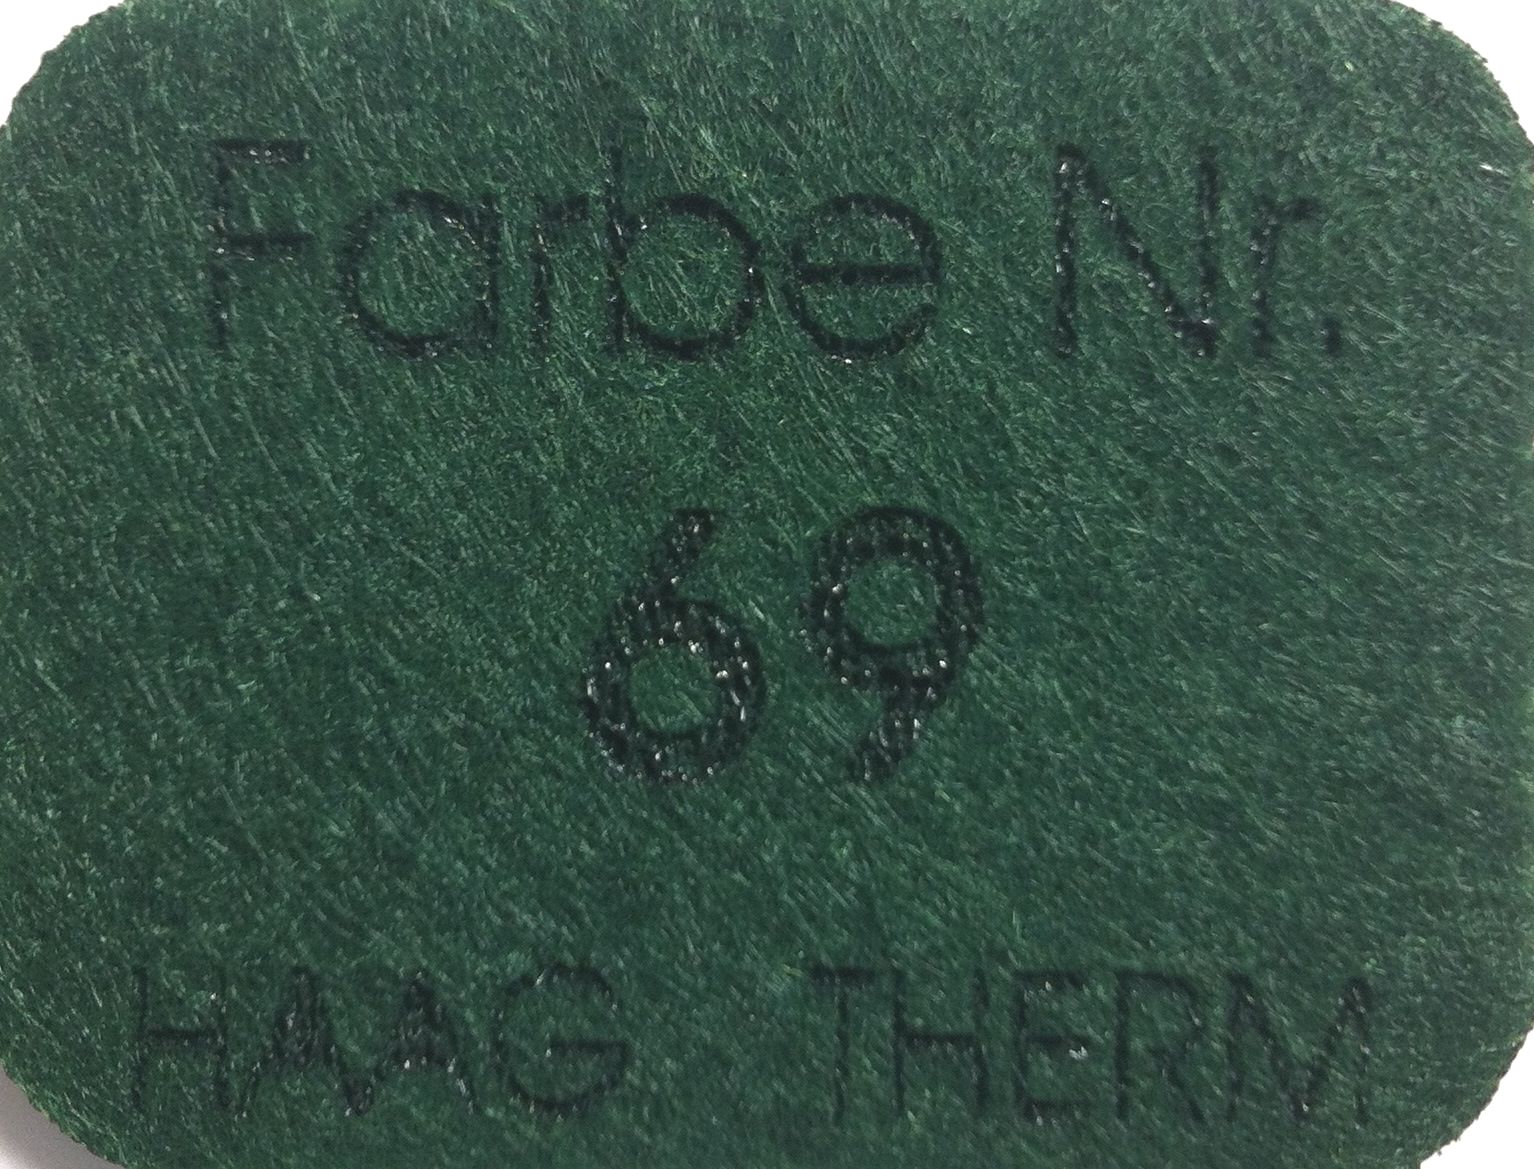 Farbe Nr.
69
HAAG THERM